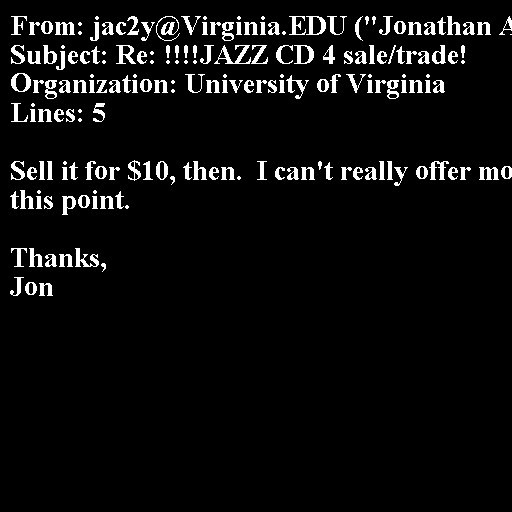 From: jac2y@Virginia.EDU ("Jonathan A
Subject: Re: !!!!JAZZ CD 4 sale/trade!
Organization: University of Virginia
Lines: 5

Sell it for $10, then.  I can't really offer mo
this point.

Thanks,
Jon